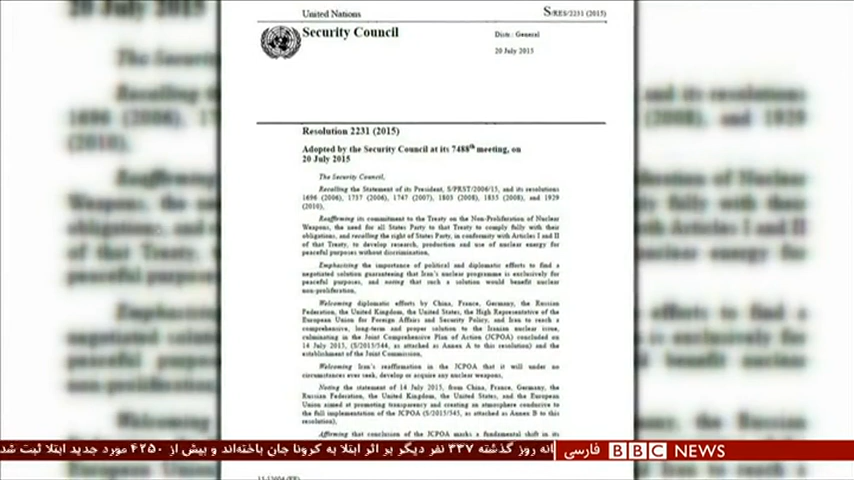 United Nations
S/RES/2231 (2015)
Security Council
Distr.: General
20 July 2015
Resolution 2231 (2015)
Adopted by the Security Council at its 7488th meeting, on
20 July 2015
The Security Council,
Recalling the Statement of its President, S/PRST/2006/15, and its resolutions
1696 (2006), 1737 (2006), 1747 (2007), 1803 (2008), 1835 (2008), and 1929
(2010),
Reaffirming its commitment to the Treaty on the Non-Proliferation of Nuclear
Weapons, the need for all States Party to that Treaty to comply fully with their
obligations, and recalling the right of States Party, in conformity with Articles I and II
of that Treaty, to develop research, production and use of nuclear energy for
peaceful purposes without discrimination,
Emphasizing the importance of political and diplomatic efforts to find a
negotiated solution guaranteeing that Iran's nuclear programme is exclusively for
peaceful purposes, and noting that such a solution would benefit nuclear
non-proliferation,
Welcoming diplomatic efforts by China, France, Germany, the Russian
Federation, the United Kingdom, the United States, the High Representative of the
European Union for Foreign Affairs and Security Policy, and Iran to reach a
comprehensive, long-term and proper solution to the Iranian nuclear issue,
culminating in the Joint Comprehensive Plan of Action (JCPOA) concluded on
14 July 2015, (S/2015/544, as attached as Annex A to this resolution) and the
establishment of the Joint Commission,
Welcoming Iran's reaffirmation in the JCPOA that it will under no
circumstances ever seek, develop or acquire any nuclear weapons,
Noting the statement of 14 July 2015, from China, France, Germany, the
Russian Federation, the United Kingdom, the United States, and the European
Union aimed at promoting transparency and creating an atmosphere conducive to
the full implementation of the JCPOA (S/2015/545, as attached as Annex B to this
resolution),
Affirming that conclusion of the JCPOA marks a fundamental shift in its
انه روز گذشته ۳۳۷ نفر دیگر بر اثر ابتلا به کرونا جان باخته‌اند و بیش از ۴۲۵۰ مورد جدید ابتلا ثبت شد
BBC NEWS فارسی